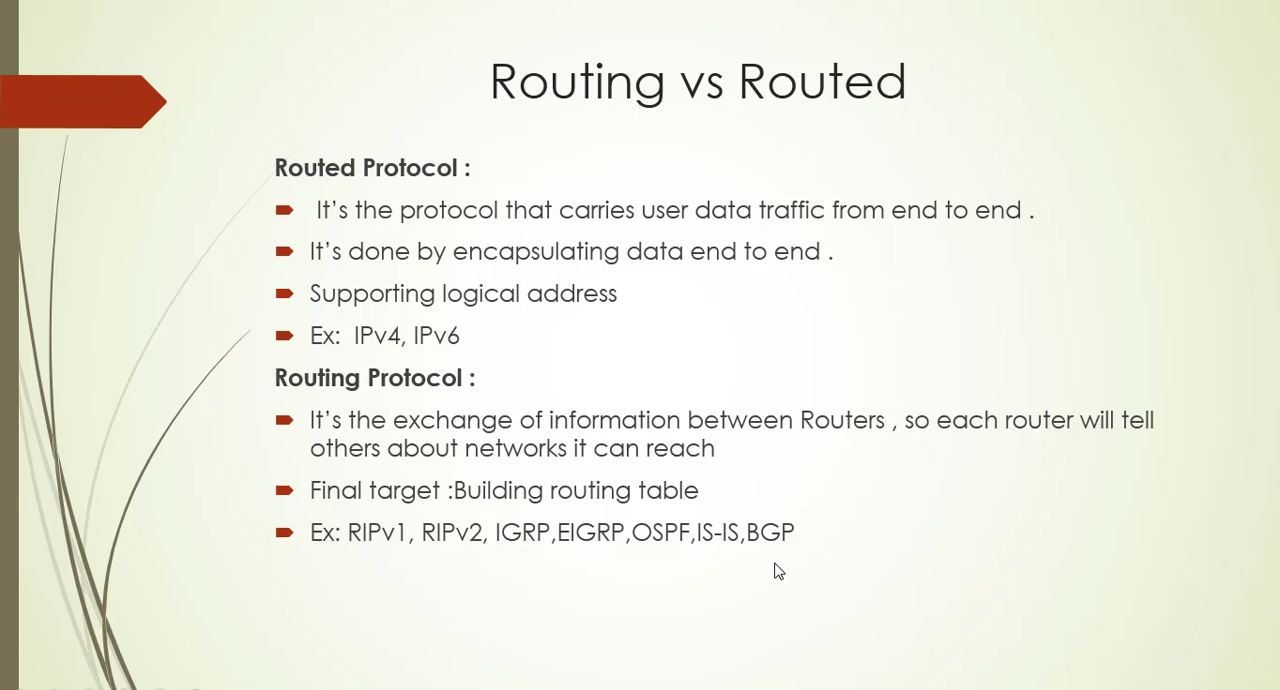 Routing vs Routed
Routed Protocol :
It’s the protocol that carries user data traffic from end to end .
It’s done by encapsulating data end to end .
Supporting logical address
Ex:  IPv4, IPv6
Routing Protocol :
It’s the exchange of information between Routers , so each router will tell
others about networks it can reach
Final target :Building routing table
Ex: RIPv1, RIPv2, IGRP,EIGRP,OSPF,IS-IS,BGP